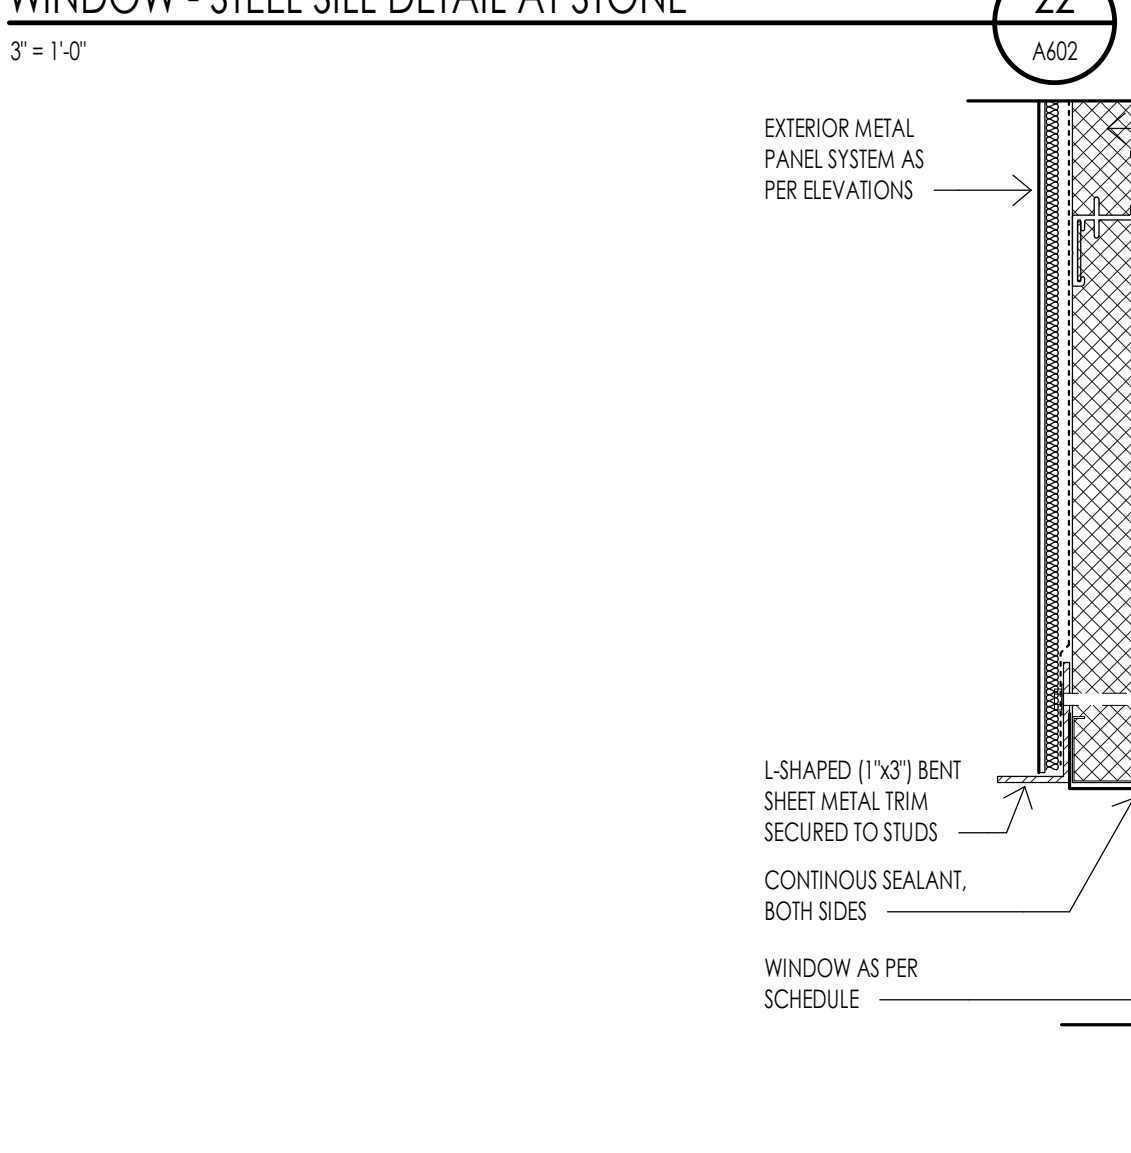 WINDOW - STEEL SILL DETAIL AT STONE
22
3" = 1'-0"
A602
EXTERIOR METAL
PANEL SYSTEM AS
PER ELEVATIONS
L-SHAPED (1"x3") BENT
SHEET METAL TRIM
SECURED TO STUDS
CONTINOUS SEALANT,
BOTH SIDES
WINDOW AS PER
SCHEDULE